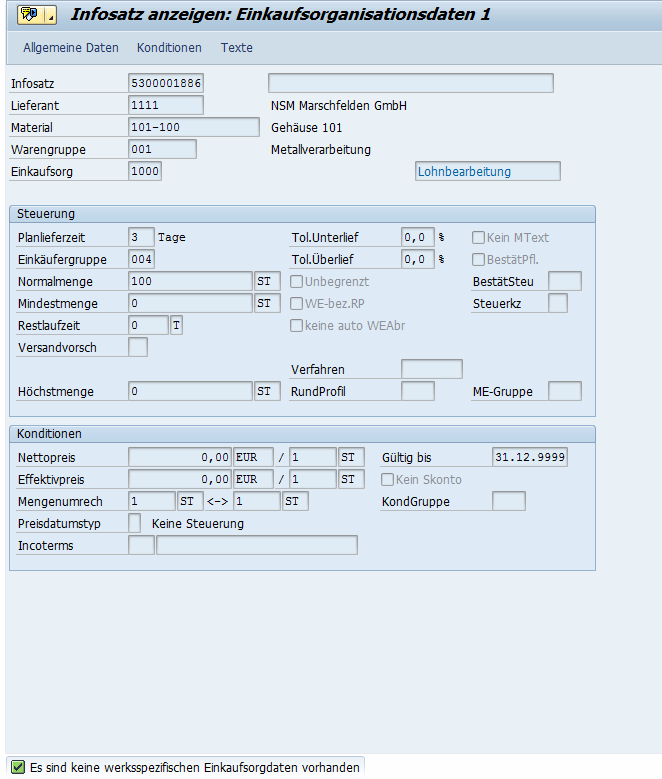 Infosatz anzeigen: Einkaufsorganisationsdaten 1
Allgemeine Daten Konditionen Texte
Infosatz 5300001886
Lieferant 1111 NSM Marschfelden GmbH
Material 101-100 Gehäuse 101
Warengruppe 001 Metallverarbeitung
Einkaufsorg 1000 Lohnbearbeitung
Steuerung
Planlieferzeit 3 Tage Tol.Unterlief 0,0 % Kein MText
Einkäufergruppe 004 Tol.Überlief 0,0 % BestätPfl.
Normalmenge 100 ST Unbegrenzt BestätSteu
Mindestmenge 0 ST WE-bez.RP Steuerkz
Restlaufzeit 0 T keine auto WEAbr
Versandvorsch
Verfahren
Höchstmenge 0 ST RundProfil ME-Gruppe
Konditionen
Nettopreis 0,00 EUR / 1 ST Gültig bis 31.12.9999
Effektivpreis 0,00 EUR / 1 ST Kein Skonto
Mengenumrech 1 ST <-> 1 ST KondGruppe
Preisdatumstyp Keine Steuerung
Incoterms
Es sind keine werksspezifischen Einkaufsorgdaten vorhanden